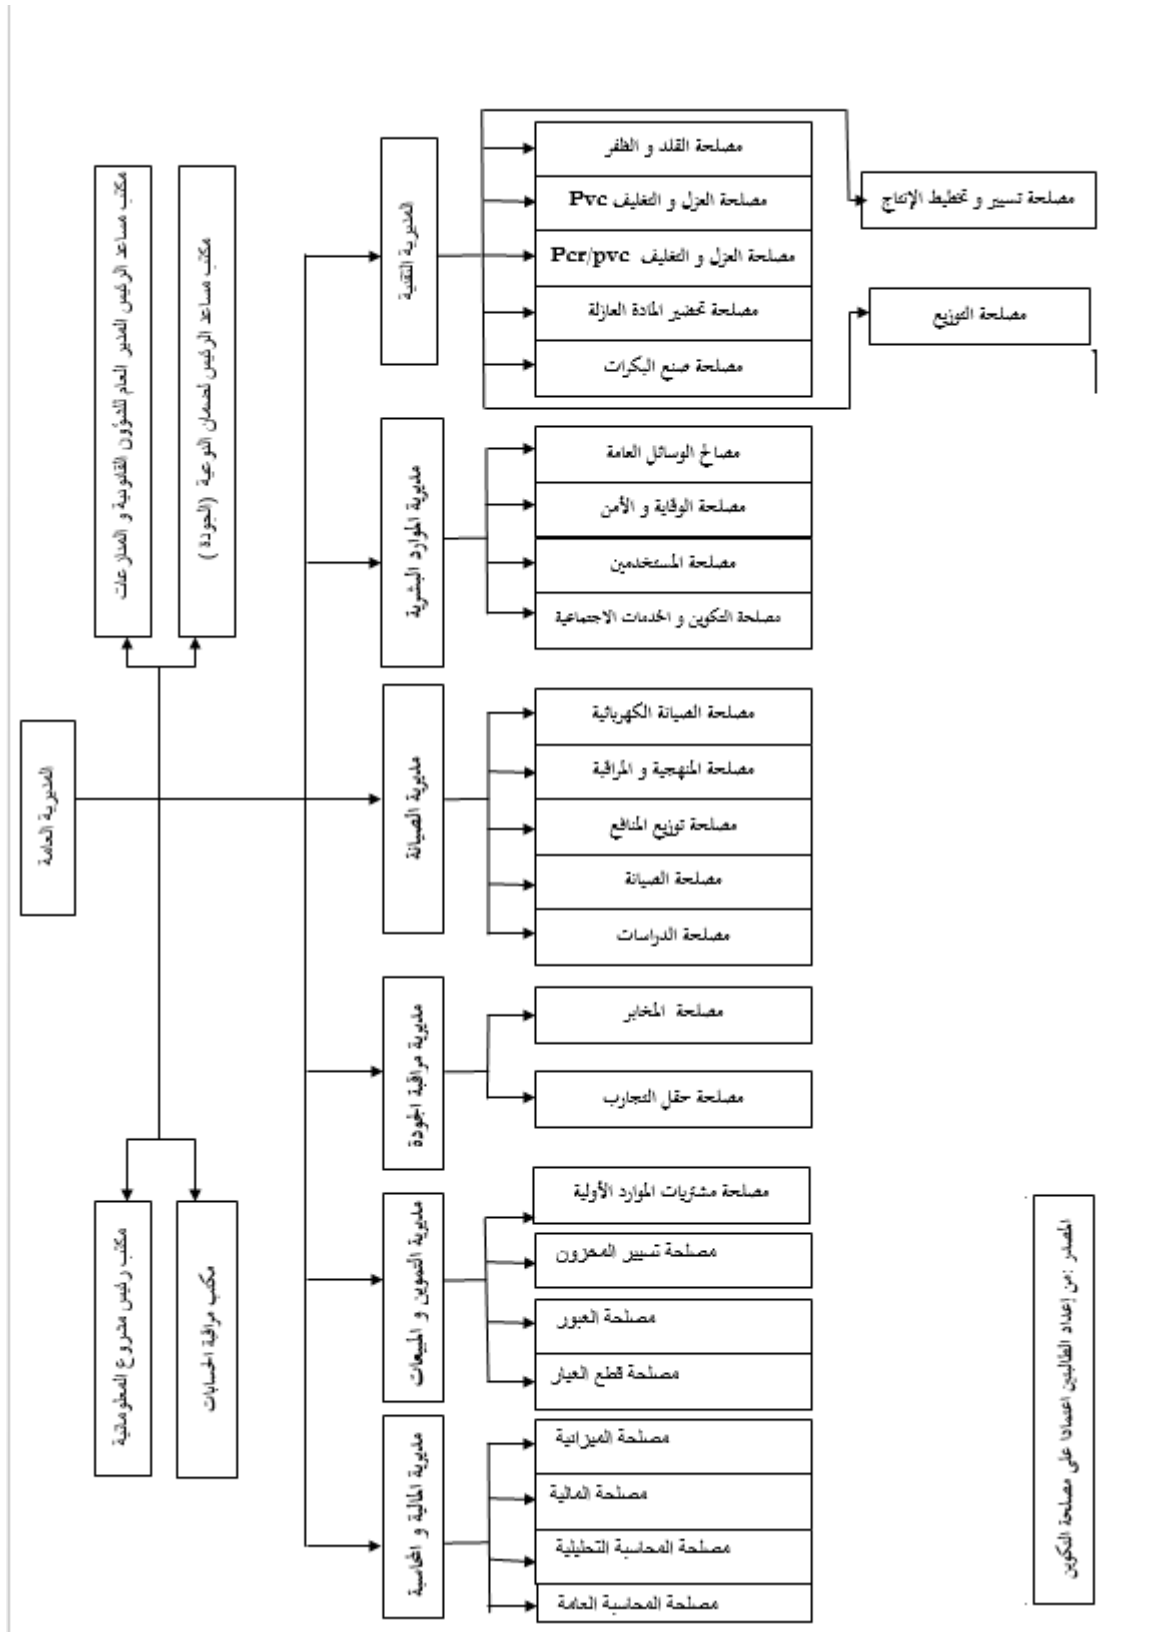 المديرية العامة
مكتب مساعد الرئيس المدير العام للشؤون القانونية و المنازعات
مكتب مساعد الرئيس لضمان النوعية (الجودة )
مكتب رئيس مشروع المعلوماتية
مكتب مراقبة الحسابات
المديرية التقنية
مصلحة القلد و الظفر
مصلحة العزل و التغليف Pvc
مصلحة العزل و التغليف Pcr/pvc
مصلحة تحضير المادة العازلة
مصلحة صنع البكرات
مصلحة تسيير و تخطيط الإنتاج
مصلحة التوزيع
مديرية الموارد البشرية
مصالح الوسائل العامة
مصلحة الوقاية و الأمن
مصلحة المستخدمين
مصلحة التكوين و الخدمات الاجتماعية
مديرية الصيانة
مصلحة الصيانة الكهربائية
مصلحة المنهجية و المراقبة
مصلحة توزيع المنافع
مصلحة الصيانة
مصلحة الدراسات
مديرية مراقبة الجودة
مصلحة المخابر
مصلحة حقل التجارب
مديرية التموين و المبيعات
مصلحة مشتريات الموارد الأولية
مصلحة تسيير المخزون
مصلحة العبور
مصلحة قطع الغيار
مديرية المالية و المحاسبة
مصلحة الميزانية
مصلحة المالية
مصلحة المحاسبة التحليلية
مصلحة المحاسبة العامة
المصدر :من إعداد الطالبتين اعتمادا على مصلحة التكوين